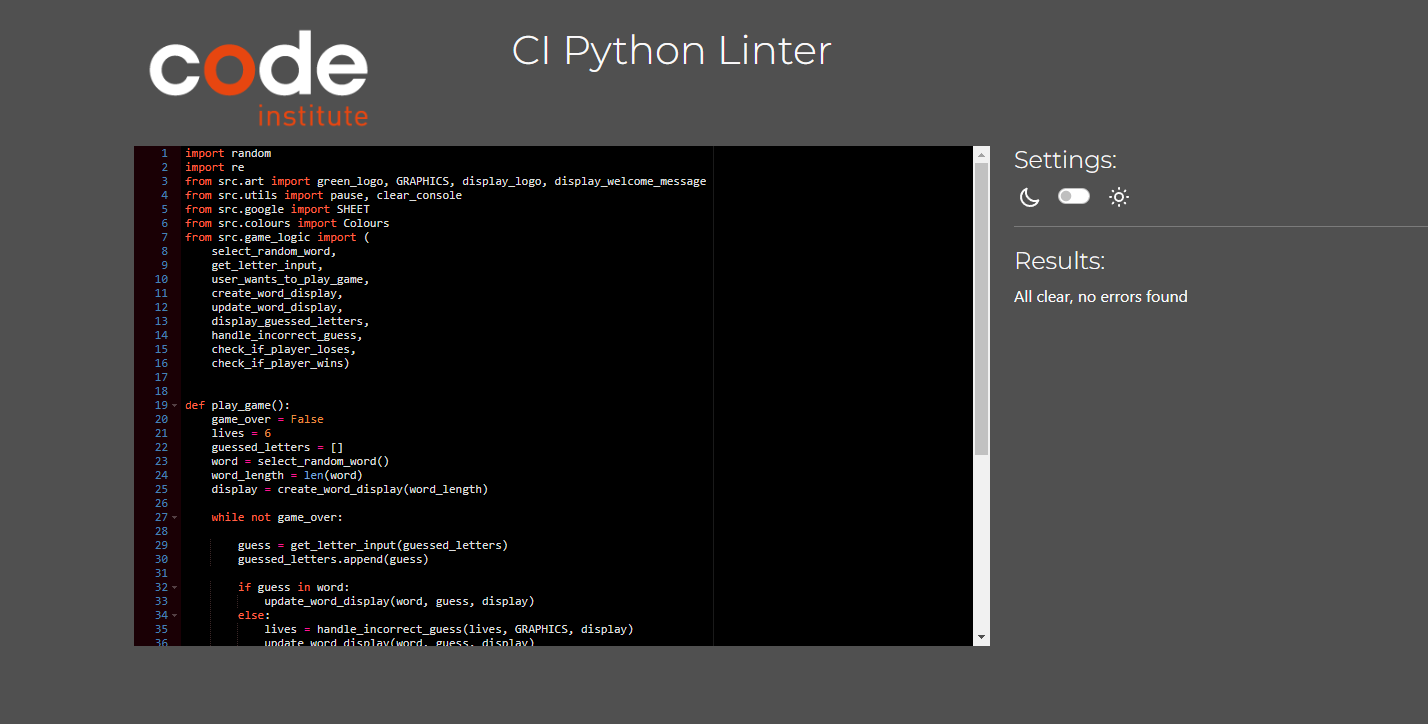 code
institute
CI Python Linter
1 import random
2 import re
3 from src.art import green_logo, GRAPHICS, display_logo, display_welcome_message
4 from src.utils import pause, clear_console
5 from src.google import SHEET
6 from src.colours import Colours
7 from src.game_logic import (
8     select_random_word,
9     get_letter_input,
10     user_wants_to_play_game,
11     create_word_display,
12     update_word_display,
13     display_guessed_letters,
14     handle_incorrect_guess,
15     check_if_player_loses,
16     check_if_player_wins)
17
18
19 def play_game():
20     game_over = False
21     lives = 6
22     guessed_letters = []
23     word = select_random_word()
24     word_length = len(word)
25     display = create_word_display(word_length)
26
27     while not game_over:
28
29         guess = get_letter_input(guessed_letters)
30         guessed_letters.append(guess)
31
32         if guess in word:
33             update_word_display(word, guess, display)
34         else:
35             lives = handle_incorrect_guess(lives, GRAPHICS, display)
36             update_word_display(word, guess, display)
Settings:
Results:
All clear, no errors found